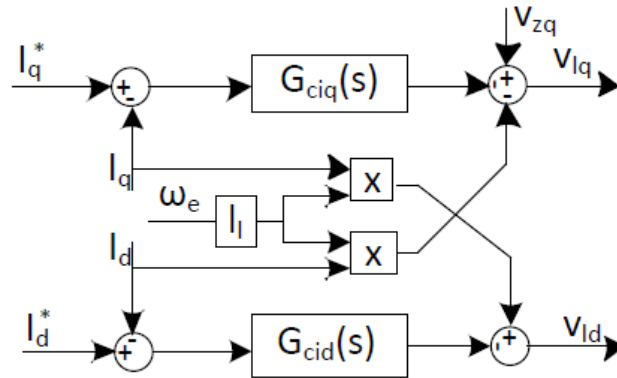 I_q^*
+
-
G_ciq(s)
v_zq
+
-
-
v_lq
I_q
ω_e
l_l
x
I_d
x
I_d^*
-
+
G_cid(s)
+
-
v_ld